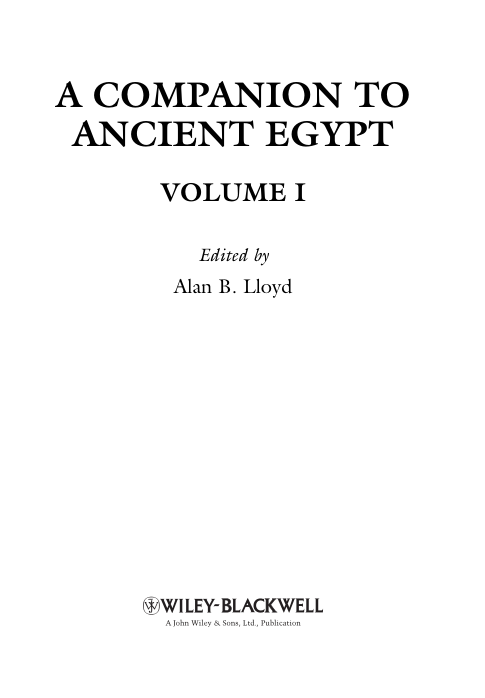 A COMPANION TO
ANCIENT EGYPT
VOLUME I
Edited by
Alan B. Lloyd
WILEY-BLACKWELL
A John Wiley & Sons, Ltd., Publication